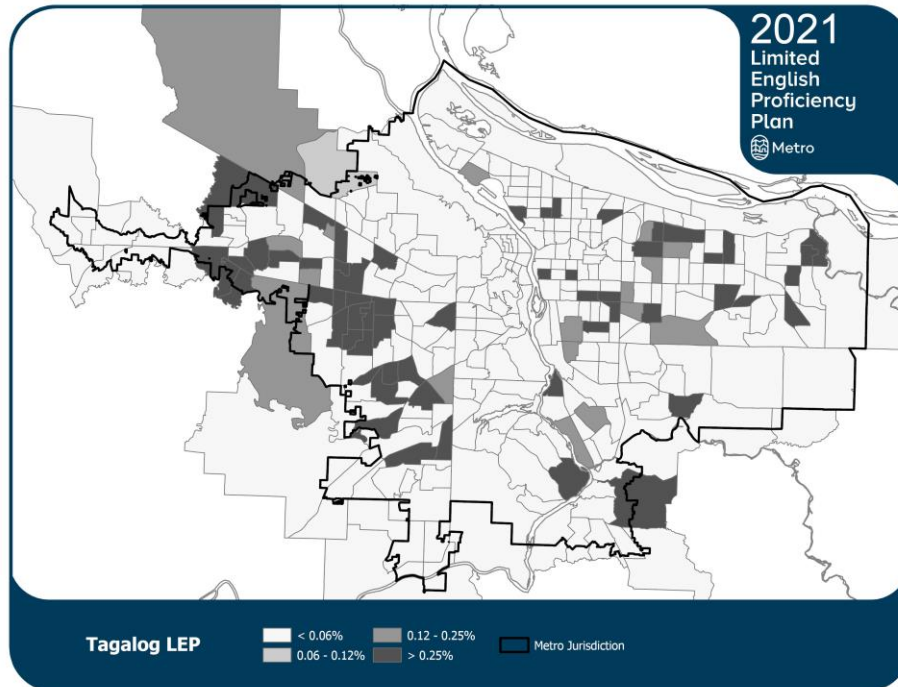 2021
Limited
English
Proficiency
Plan
Metro
Tagalog LEP
< 0.06%
0.06 - 0.12%
0.12 - 0.25%
> 0.25%
Metro Jurisdiction